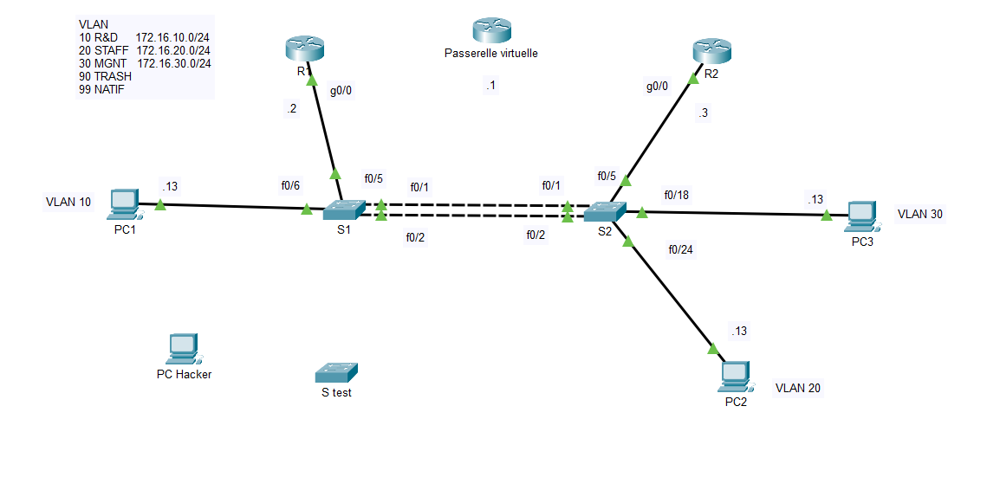 VLAN
10 R&D 172.16.10.0/24
20 STAFF 172.16.20.0/24
30 MGNT 172.16.30.0/24
90 TRASH
99 NATIF
R1
g0/0
.2
Passerelle virtuelle
.1
R2
g0/0
.3
VLAN 10
.13
PC1
f0/6
f0/5
f0/1
S1
f0/2
f0/1
f0/5
f0/2
S2
f0/18
f0/24
.13
PC3
VLAN 30
.13
PC2
VLAN 20
PC Hacker
S test